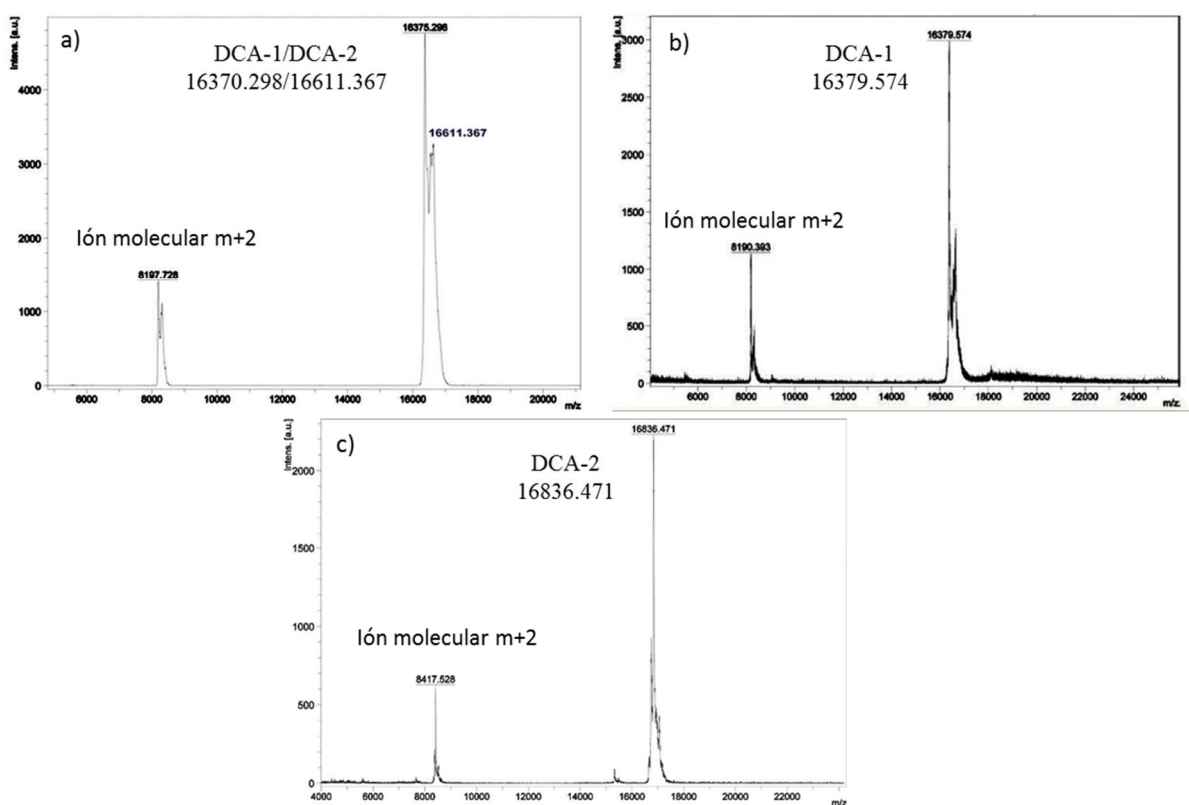 a)
DCA-1/DCA-2
16370.298/16611.367
Intens. [a.u.]
16375.296
16611.367
Ión molecular m+2
8197.728
4000
3000
2000
1000
0
6000 8000 10000 12000 14000 16000 18000 20000
m/z
b)
DCA-1
16379.574
Intens. [a.u.]
16379.574
Ión molecular m+2
8190.393
3000
2500
2000
1500
1000
500
0
6000 8000 10000 12000 14000 16000 18000 20000 22000 24000
m/z
c)
DCA-2
16836.471
Intens. [a.u.]
16836.471
Ión molecular m+2
8417.528
2000
1500
1000
500
0
4000 6000 8000 10000 12000 14000 16000 18000 20000 22000
m/z